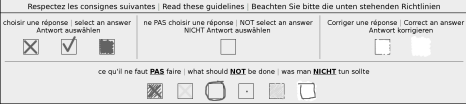 Respectez les consignes suivantes | Read these guidelines | Beachten Sie bitte die unten stehenden Richtlinien
choisir une réponse | select an answer
Antwort auswählen
ne PAS choisir une réponse | NOT select an answer
NICHT Antwort auswählen
Corriger une réponse | Correct an answer
Antwort korrigieren
ce qu'il ne faut PAS faire | what should NOT be done | was man NICHT tun sollte